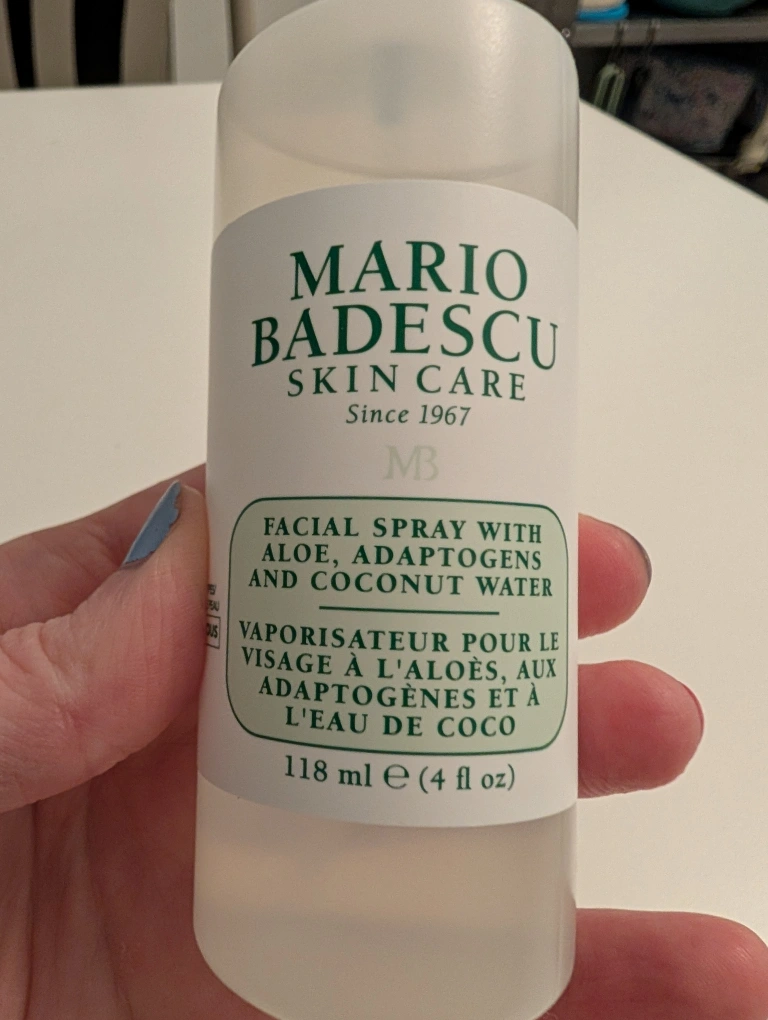 MARIO
BADESCU
SKIN CARE
Since 1967
MB
FACIAL SPRAY WITH
ALOE, ADAPTOGENS
AND COCONUT WATER
VAPORISATEUR POUR LE
VISAGE À L'ALOÈS, AUX
ADAPTOGÈNES ET À
L'EAU DE COCO
118 ml ℮ (4 fl oz)